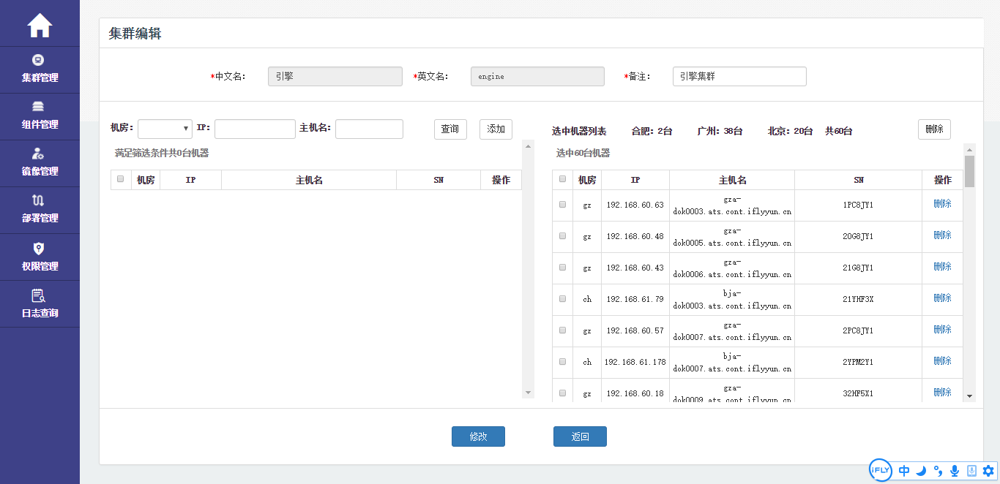 集群编辑
集群管理
组件管理
镜像管理
部署管理
权限管理
日志查询
*中文名： 引擎 *英文名： engine *备注： 引擎集群
机房： IP: 主机名: 查询 添加
满足筛选条件共0台机器
机房 IP 主机名 SN 操作
选中机器列表 合肥：2台 广州：38台 北京：20台 共60台 删除
选中60台机器
机房 IP 主机名 SN 操作
gz 192.168.60.63 gza-dok0003.ats.cont.iflyyun.cn 1PC8JY1 删除
gz 192.168.60.48 gza-dok0005.ats.cont.iflyyun.cn 20G8JY1 删除
gz 192.168.60.43 gza-dok0006.ats.cont.iflyyun.cn 21G8JY1 删除
ch 192.168.61.79 bja-dok0003.ats.cont.iflyyun.cn 21YHF3X 删除
gz 192.168.60.57 gza-dok0007.ats.cont.iflyyun.cn 2PC8JY1 删除
ch 192.168.61.178 bja-dok0007.ats.cont.iflyyun.cn 2YPM2Y1 删除
gz 192.168.60.18 gza-dok0009.ats.cont.iflyyun.cn 32HF5X1 删除
修改 返回
iFLY 中